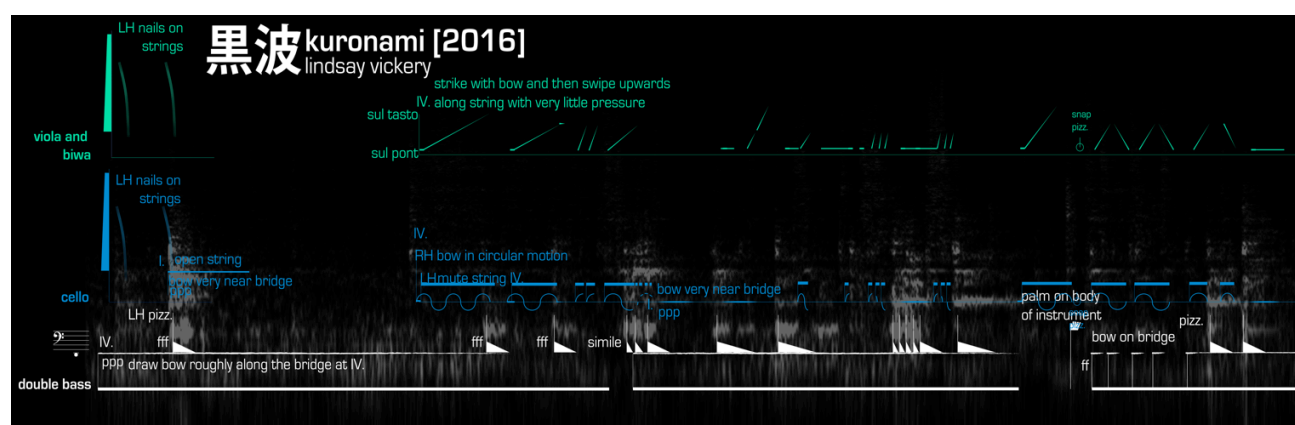 LH nails on
strings
黒波 kuronami [2016]
lindsay vickery
strike with bow and then swipe upwards
IV. along string with very little pressure
sul tasto
snap
pizz.
viola and
biwa
sul pont
LH nails on
strings
IV.
I. open string
RH bow in circular motion
bow very near bridge
ppp
LH mute string IV.
bow very near bridge
cello
ppp
palm on body
of instrument
LH pizz.
pizz.
IV.
fff
fff
fff
simile
bow on bridge
ppp draw bow roughly along the bridge at IV.
ff
double bass